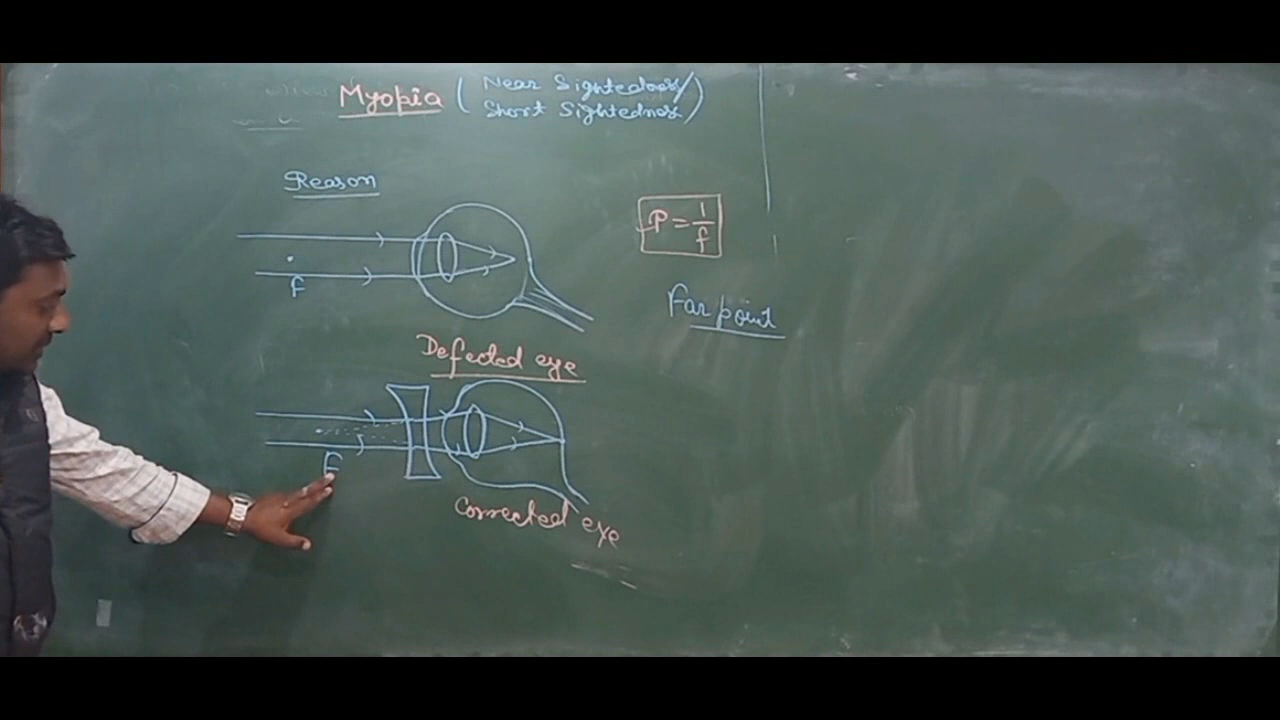 Myopia (Near Sightedness/
Short Sightedness)
Reason
P = 1/f
F
Far point
Defected eye
F
Corrected eye